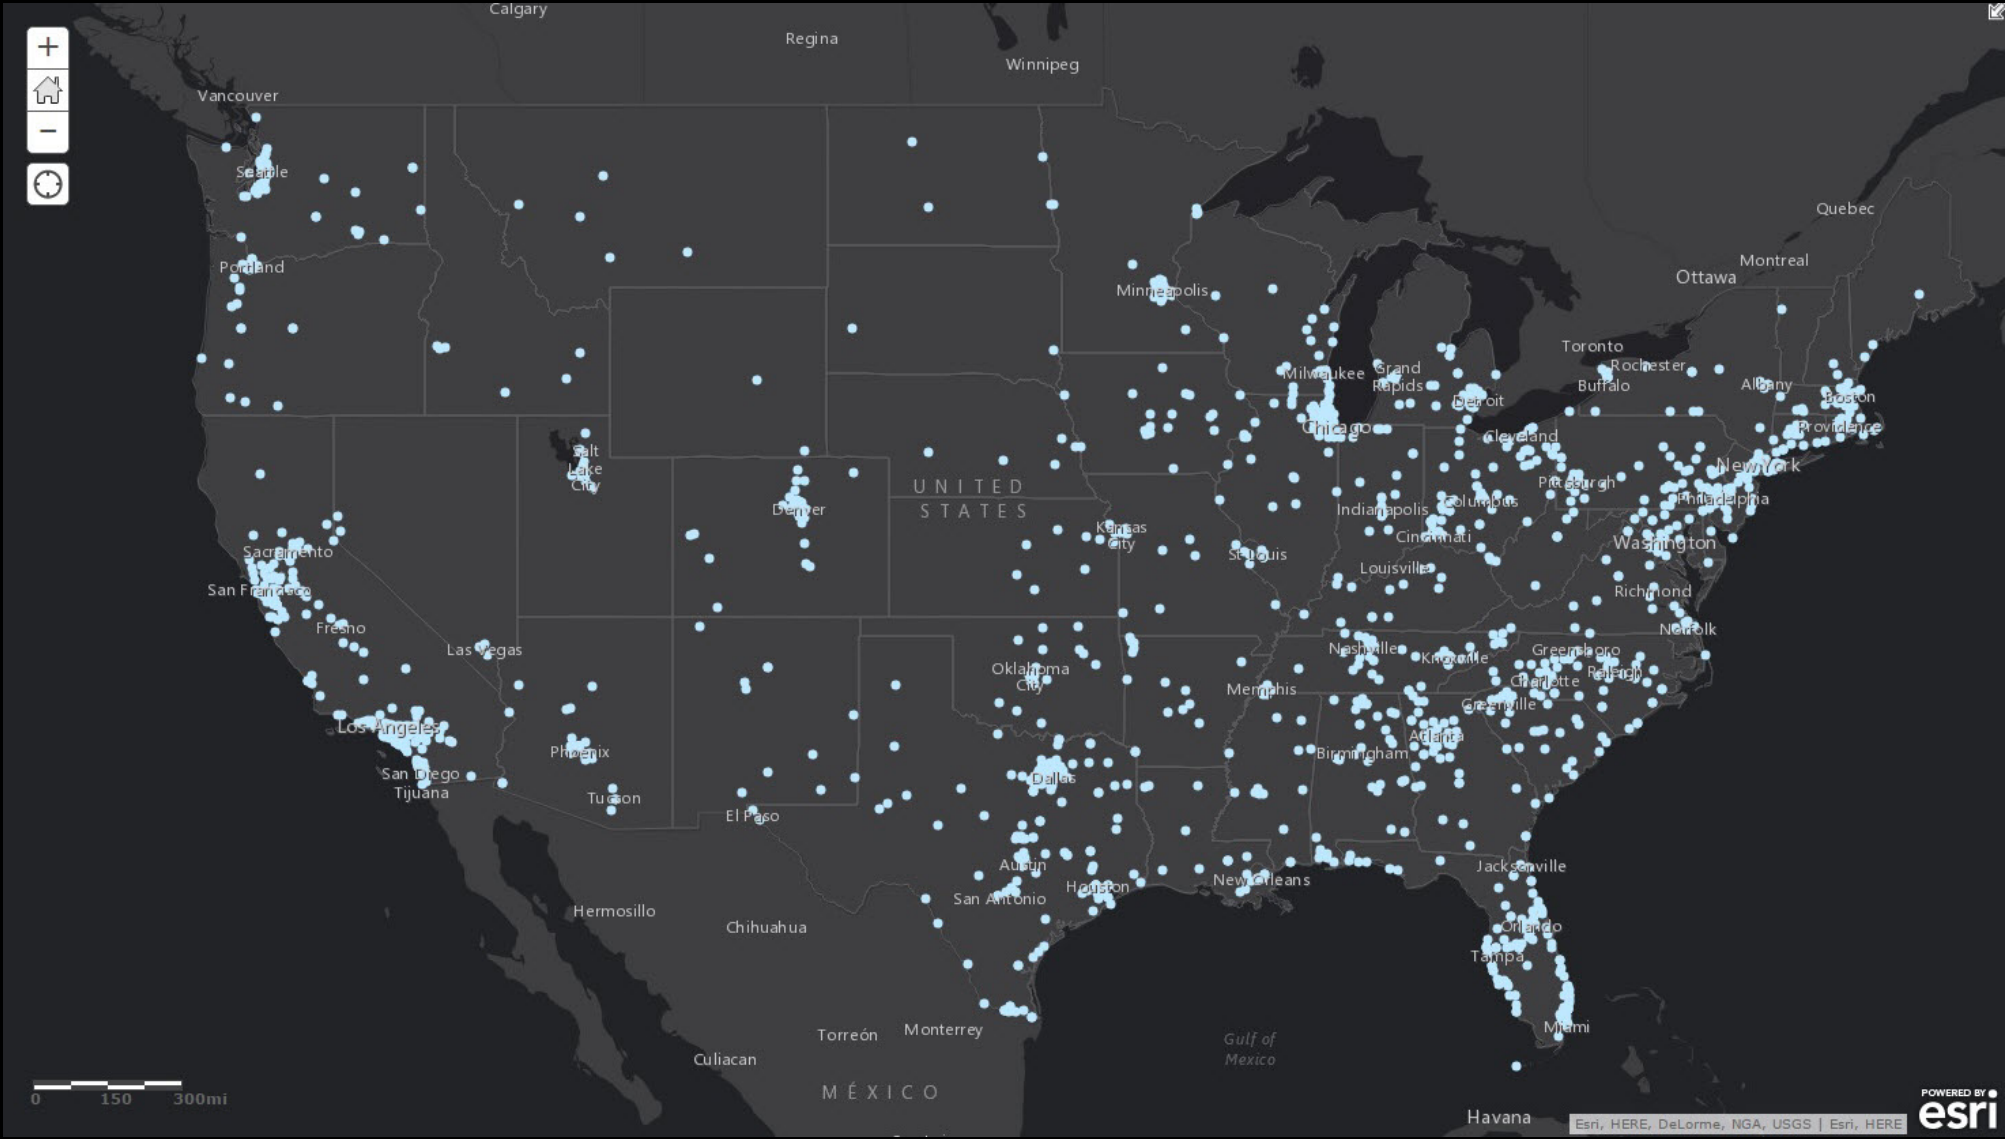 Calgary
Regina
Winnipeg
Vancouver
Seattle
Quebec
Montreal
Ottawa
Portland
Minneapolis
Toronto
Rochester
Milwaukee
Grand
Rapids
Buffalo
Albany
Boston
Detroit
Chicago
Cleveland
Providence
Salt
Lake
City
New York
Pittsburgh
Philadelphia
UNITED
STATES
Denver
Indianapolis
Columbus
Kansas
City
Cincinnati
Washington
Sacramento
St Louis
Louisville
San Francisco
Richmond
Fresno
Norfolk
Las Vegas
Nashville
Knoxville
Greensboro
Oklahoma
City
Raleigh
Charlotte
Memphis
Greenville
Los Angeles
Atlanta
Phoenix
Birmingham
San Diego
Dallas
Tijuana
Tucson
El Paso
Austin
Jacksonville
Houston
New Orleans
San Antonio
Hermosillo
Chihuahua
Orlando
Tampa
Miami
Torreón
Monterrey
Gulf of
Mexico
Culiacan
MÉXICO
0 150 300mi
Havana
POWERED BY
esri
Esri, HERE, DeLorme, NGA, USGS | Esri, HERE